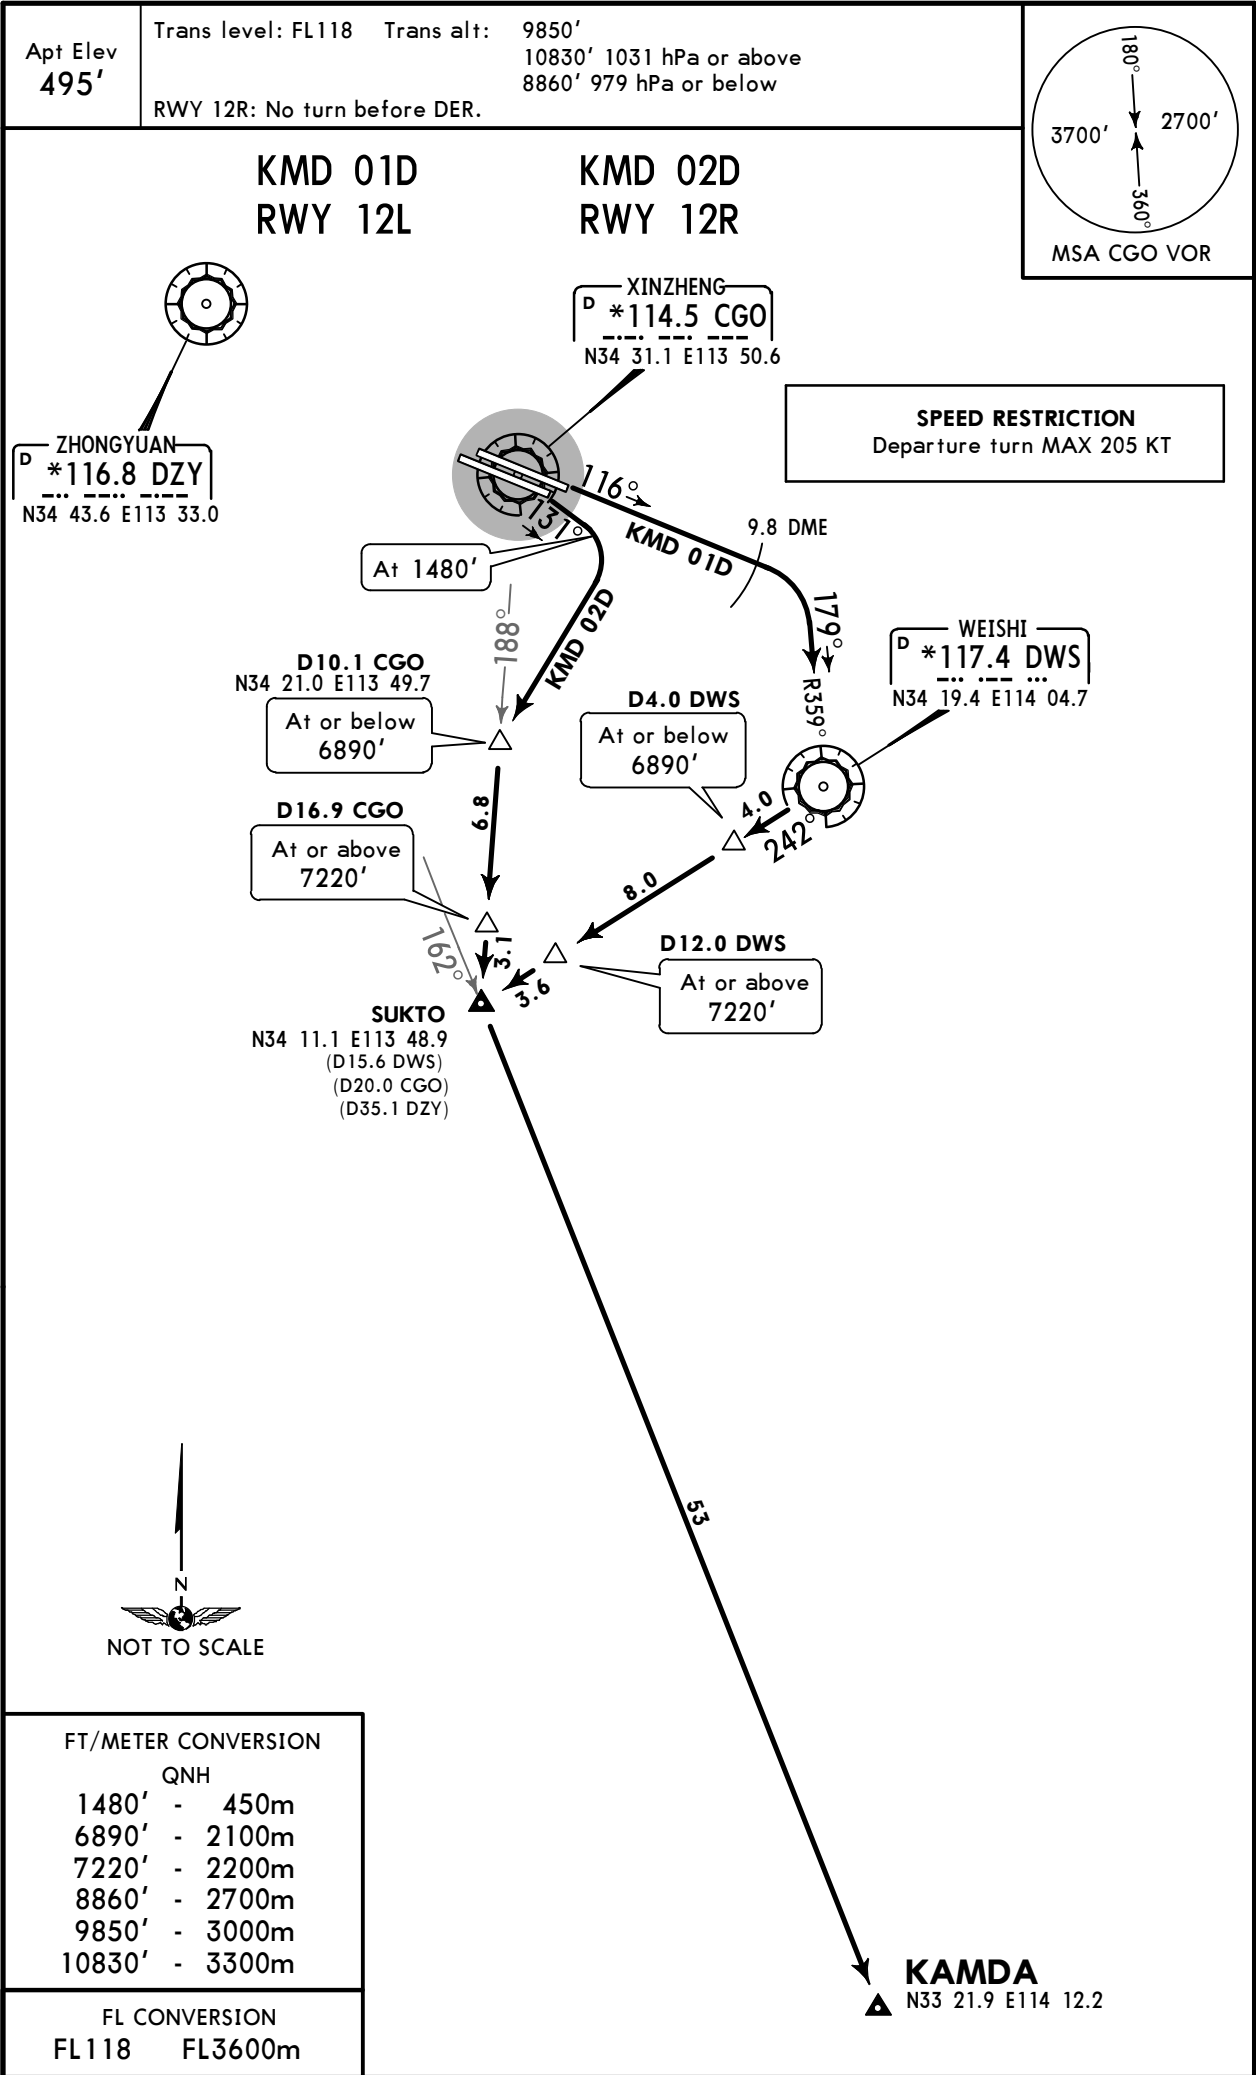 Apt Elev
495'
Trans level: FL118 Trans alt: 9850'
10830' 1031 hPa or above
8860' 979 hPa or below
RWY 12R: No turn before DER.
180°
3700' 2700'
360°
MSA CGO VOR
KMD 01D
RWY 12L
KMD 02D
RWY 12R
XINZHENG
D *114.5 CGO
N34 31.1 E113 50.6
SPEED RESTRICTION
Departure turn MAX 205 KT
ZHONGYUAN
D *116.8 DZY
N34 43.6 E113 33.0
116°
KMD 01D
9.8 DME
131°
At 1480'
KMD 02D
188°
179°
R359°
WEISHI
D *117.4 DWS
N34 19.4 E114 04.7
D10.1 CGO
N34 21.0 E113 49.7
At or below
6890'
D4.0 DWS
At or below
6890'
4.0
242°
6.8
D16.9 CGO
At or above
7220'
8.0
162°
3.1
3.6
D12.0 DWS
At or above
7220'
SUKTO
N34 11.1 E113 48.9
(D15.6 DWS)
(D20.0 CGO)
(D35.1 DZY)
53
N
NOT TO SCALE
FT/METER CONVERSION
QNH
1480' - 450m
6890' - 2100m
7220' - 2200m
8860' - 2700m
9850' - 3000m
10830' - 3300m
FL CONVERSION
FL118 FL3600m
KAMDA
N33 21.9 E114 12.2